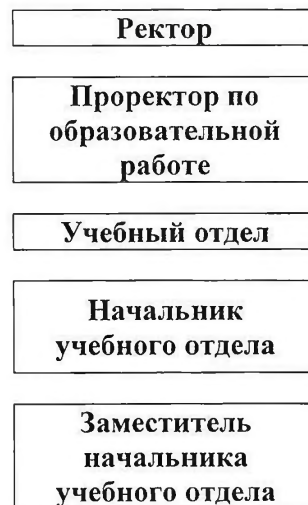 Ректор
Проректор по
образовательной
работе
Учебный отдел
Начальник
учебного отдела
Заместитель
начальника
учебного отдела